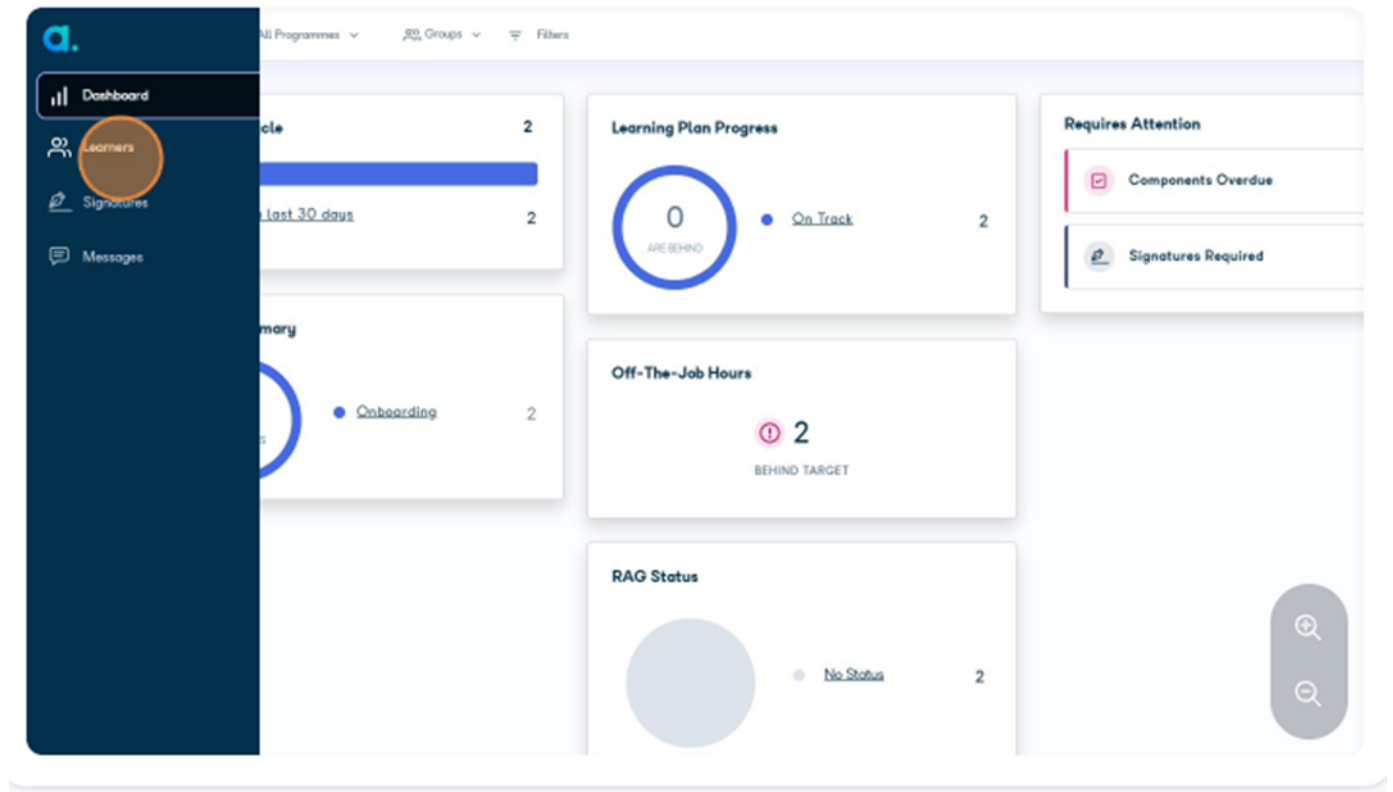 a.
All Programmes
Groups
Filters
Dashboard
Learners
Signatures
Messages
cle 2
last 30 days 2
mary
Onboarding 2
Learning Plan Progress
0
ARE BEHIND
On Track 2
Off-The-Job Hours
2
BEHIND TARGET
RAG Status
No Status 2
Requires Attention
Components Overdue
Signatures Required